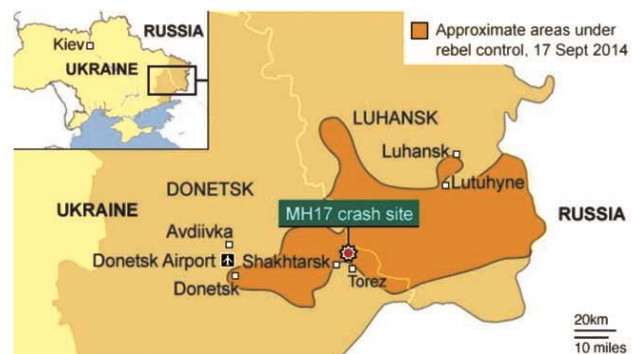 Kiev
RUSSIA
UKRAINE
Approximate areas under
rebel control, 17 Sept 2014
LUHANSK
Luhansk
Lutuhyne
DONETSK
MH17 crash site
UKRAINE
RUSSIA
Avdiivka
Donetsk Airport
Shakhtarsk
Donetsk
Torez
20km
10 miles